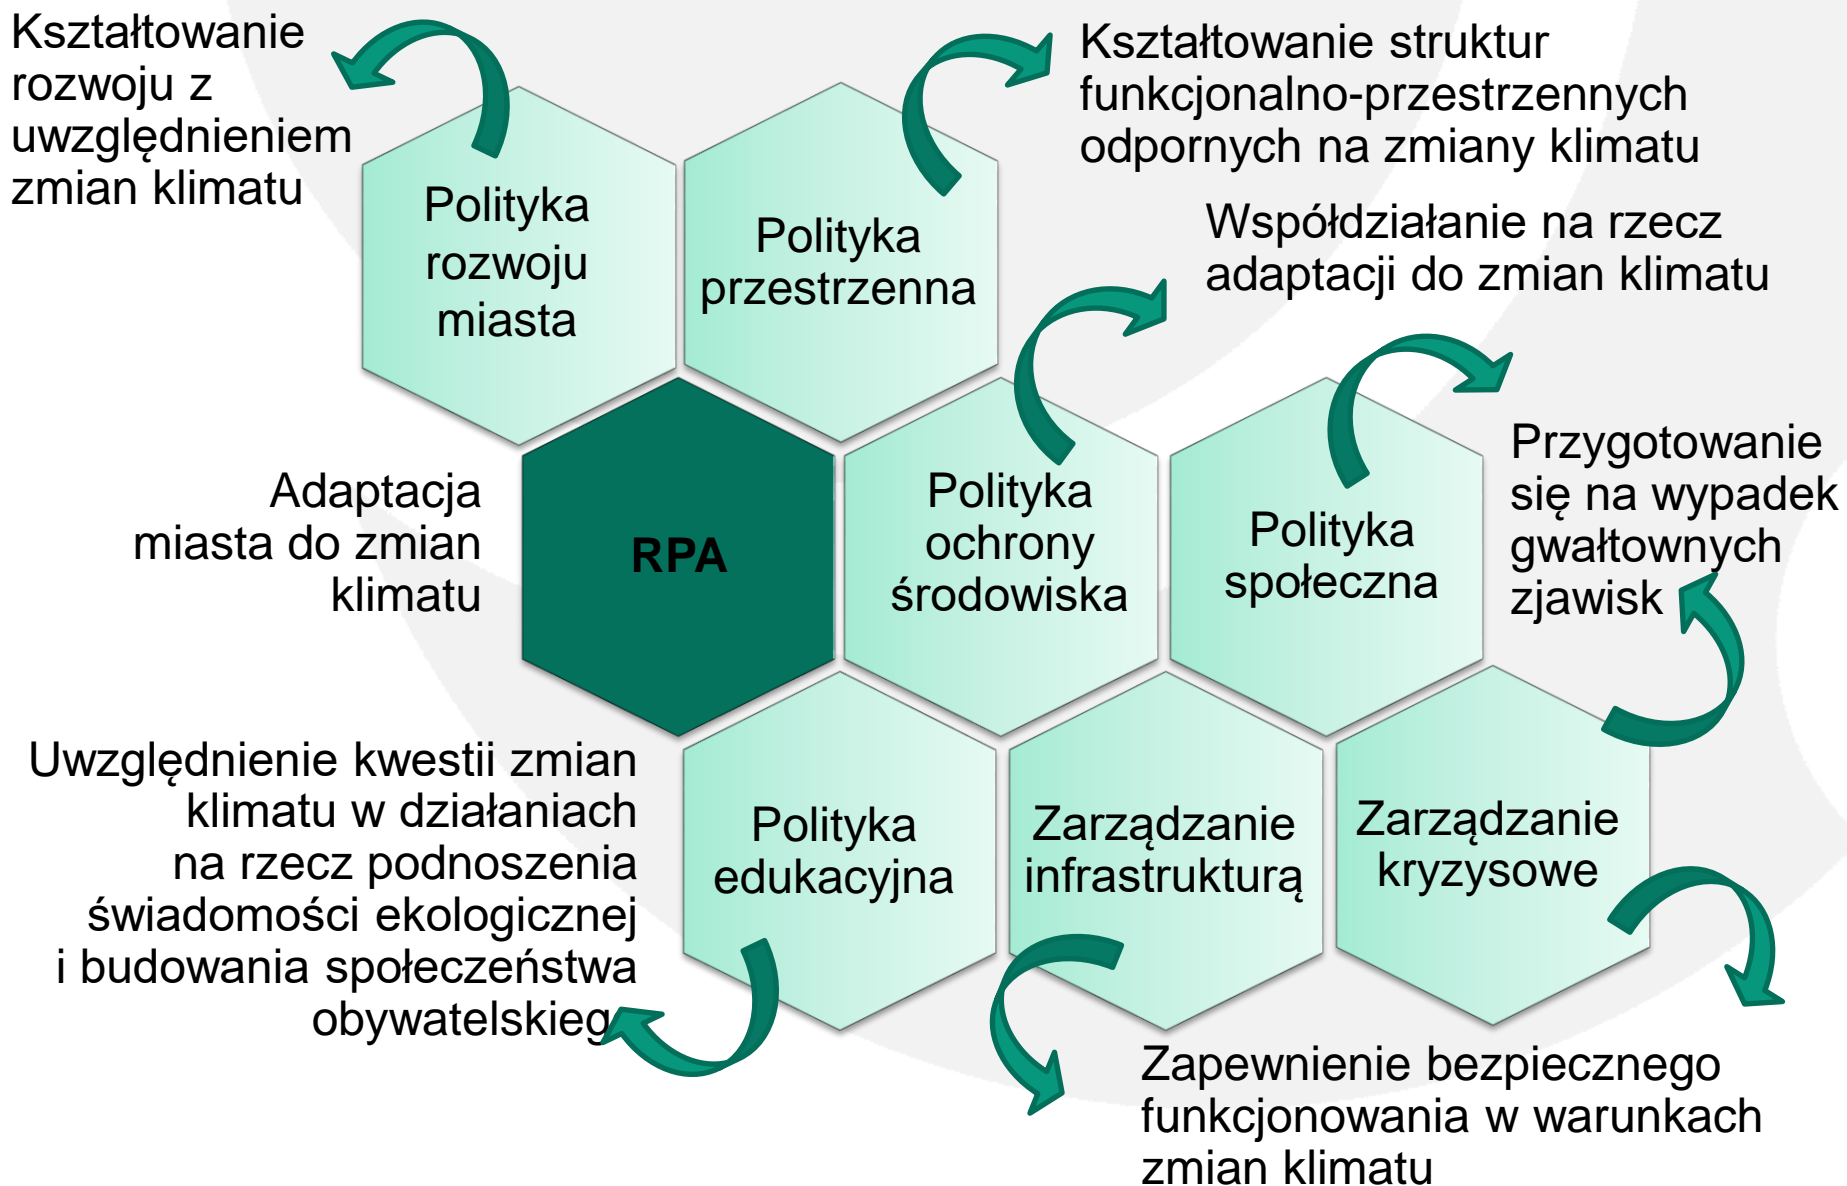 Kształtowanie
rozwoju z
uwzględnieniem
zmian klimatu
Kształtowanie struktur
funkcjonalno-przestrzennych
odpornych na zmiany klimatu
Polityka
rozwoju
miasta
Polityka
przestrzenna
Współdziałanie na rzecz
adaptacji do zmian klimatu
Adaptacja
miasta do zmian
klimatu
RPA
Polityka
ochrony
środowiska
Polityka
społeczna
Przygotowanie
się na wypadek
gwałtownych
zjawisk
Uwzględnienie kwestii zmian
klimatu w działaniach
na rzecz podnoszenia
świadomości ekologicznej
i budowania społeczeństwa
obywatelskieg
Polityka
edukacyjna
Zarządzanie
infrastrukturą
Zarządzanie
kryzysowe
Zapewnienie bezpiecznego
funkcjonowania w warunkach
zmian klimatu